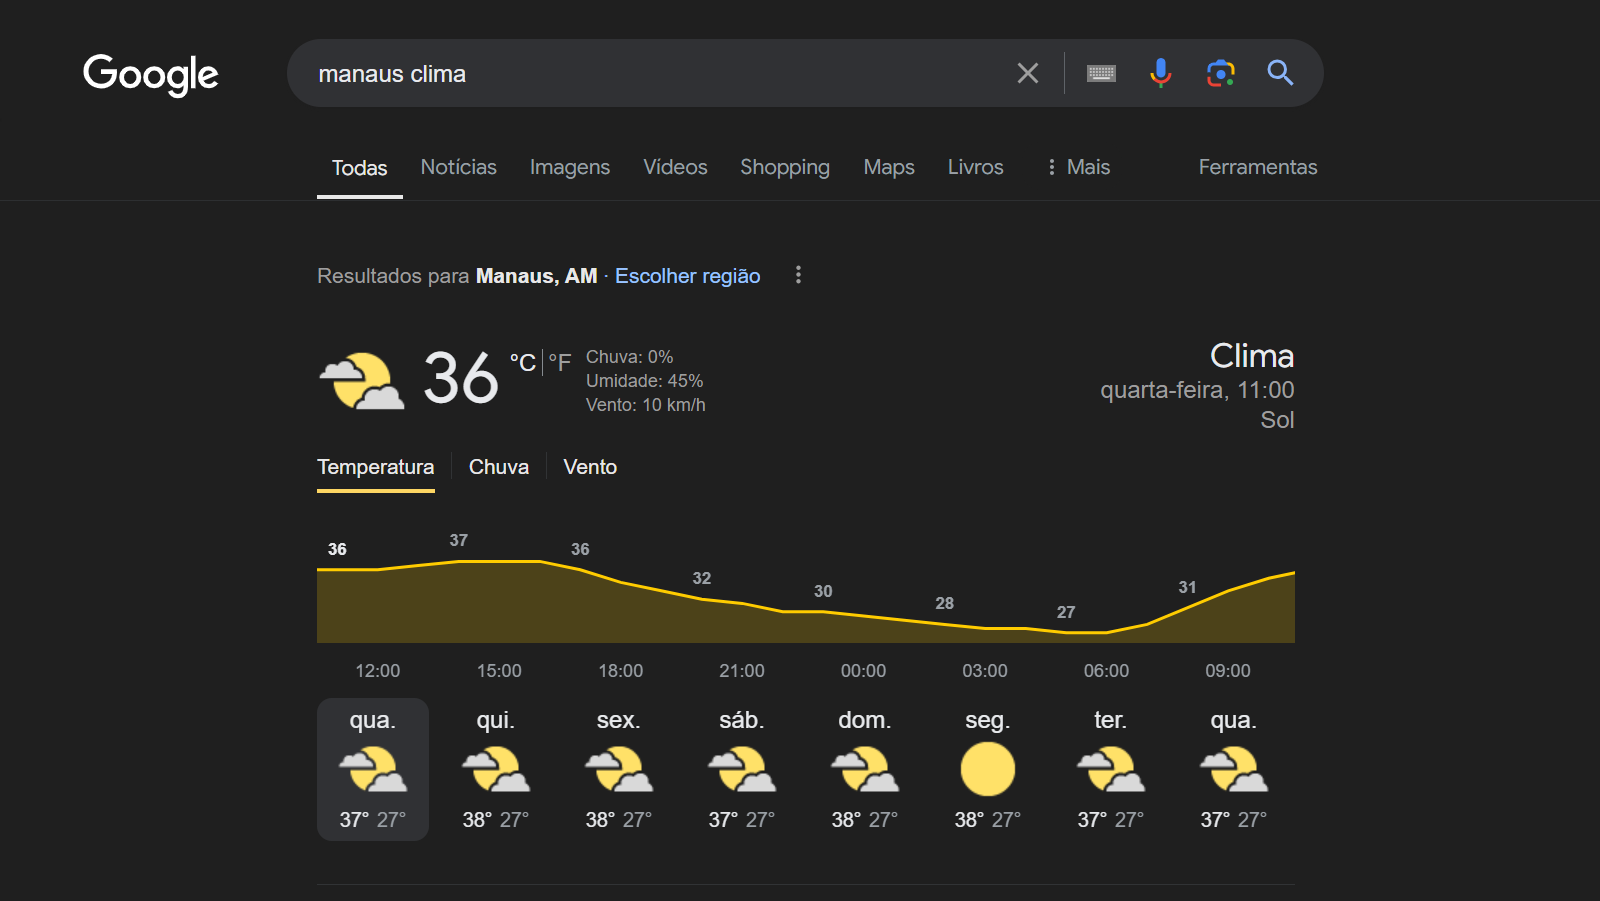 Google
manaus clima
Todas Notícias Imagens Vídeos Shopping Maps Livros Mais Ferramentas
Resultados para Manaus, AM · Escolher região
36 °C °F
Chuva: 0%
Umidade: 45%
Vento: 10 km/h
Clima
quarta-feira, 11:00
Sol
Temperatura Chuva Vento
36 37 36 32 30 28 27 31
12:00 15:00 18:00 21:00 00:00 03:00 06:00 09:00
qua. qui. sex. sáb. dom. seg. ter. qua.
37° 27° 38° 27° 38° 27° 37° 27° 38° 27° 38° 27° 37° 27° 37° 27°